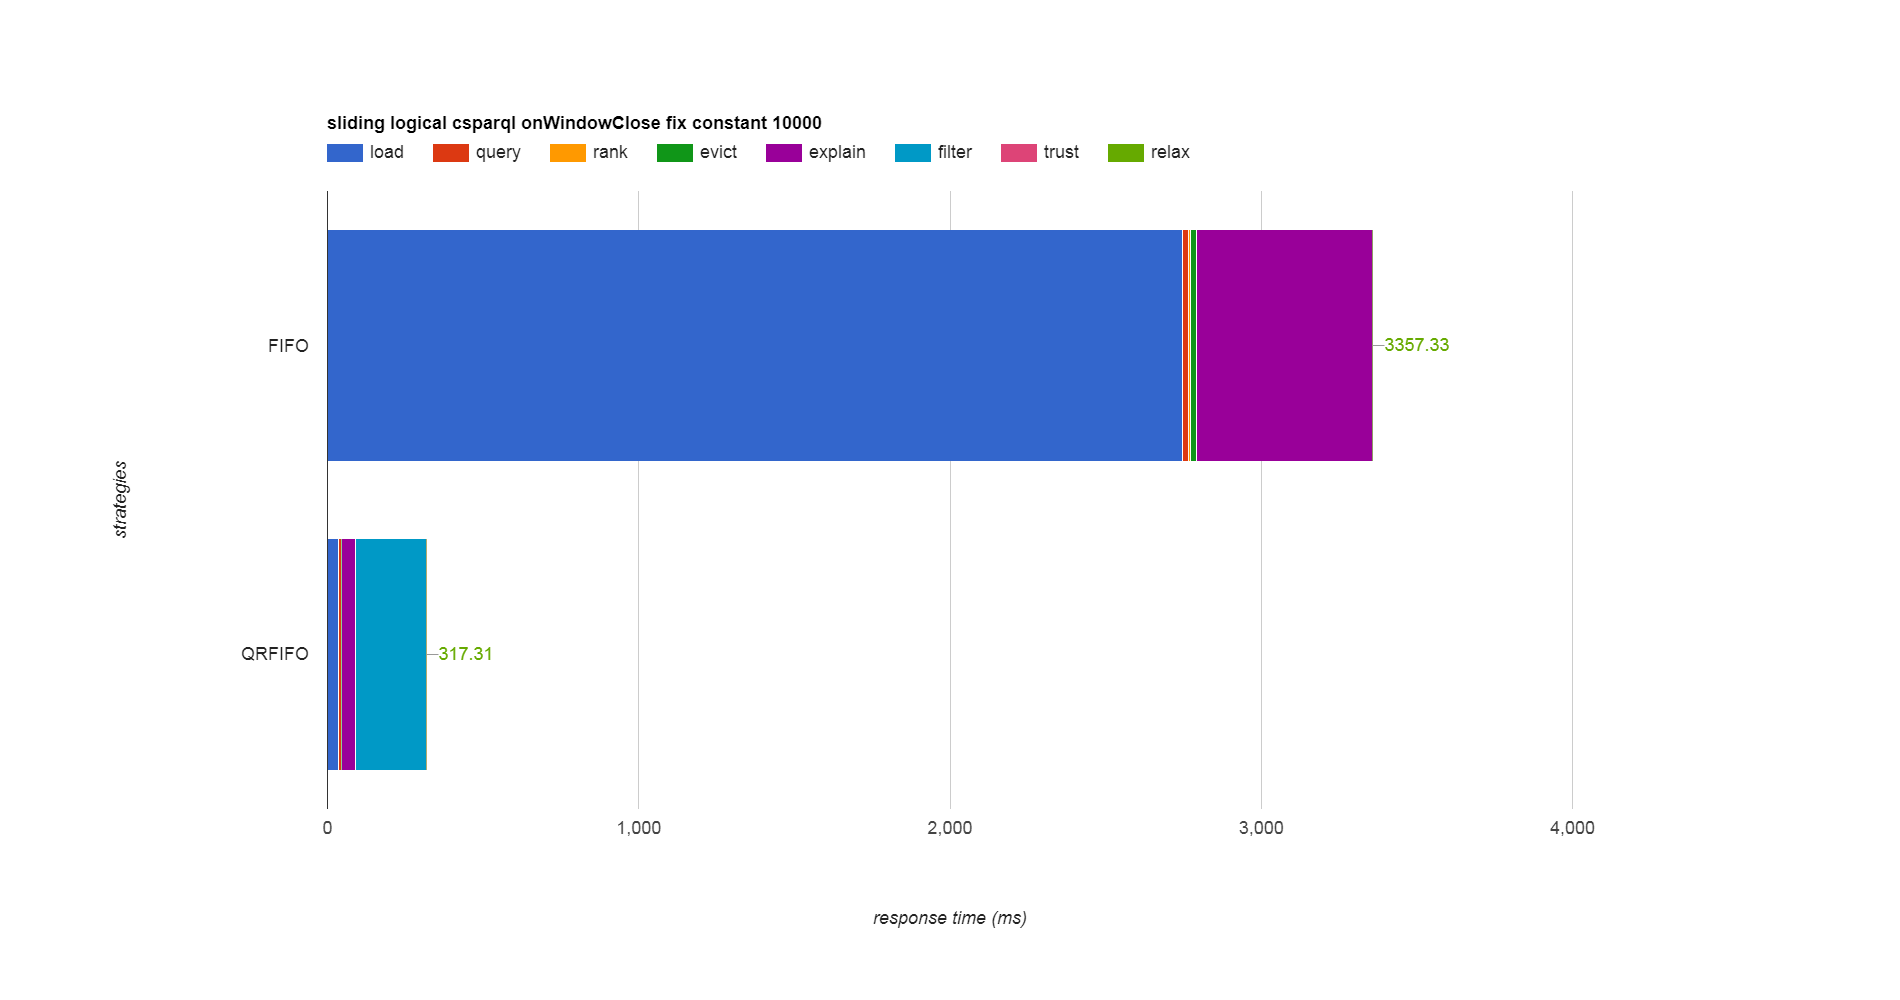 sliding logical csparql onWindowClose fix constant 10000
load query rank evict explain filter trust relax
FIFO
3357.33
strategies
QRFIFO
317.31
0 1,000 2,000 3,000 4,000
response time (ms)